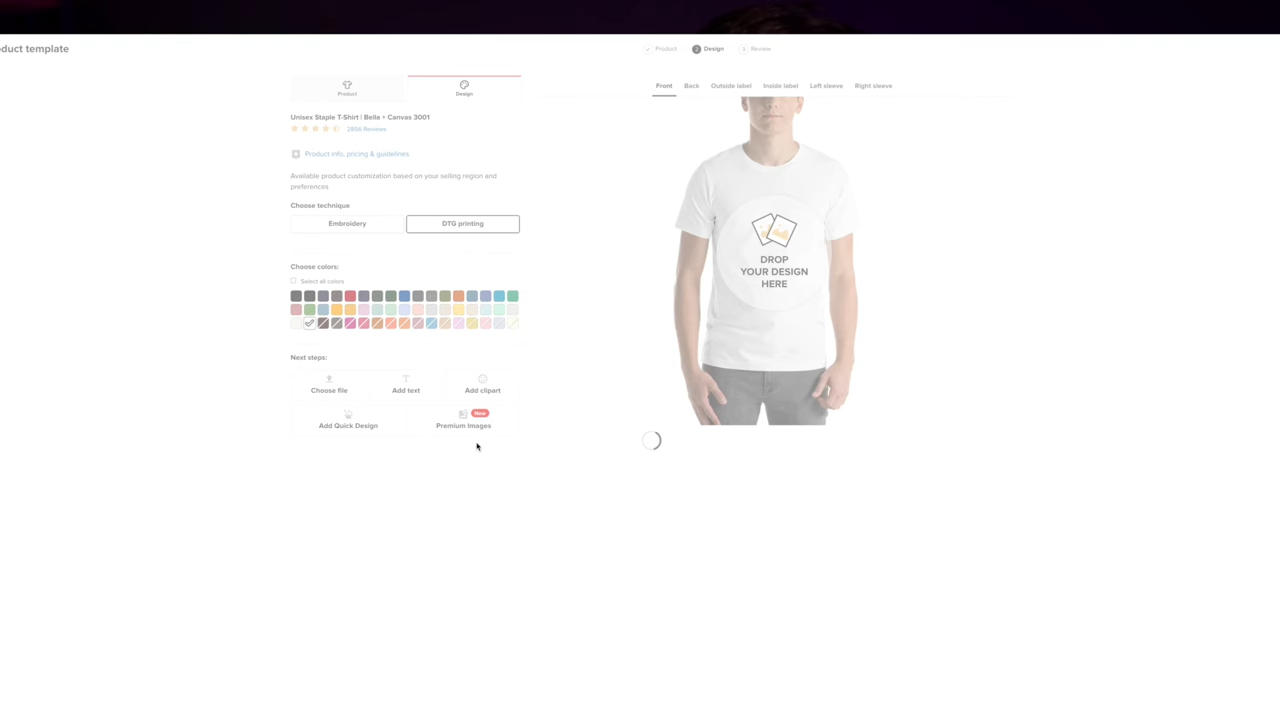 duct template
Product
2 Design
3 Review
Product
Design
Front Back Outside label Inside label Left sleeve Right sleeve
Unisex Staple T-Shirt | Bella + Canvas 3001
2856 Reviews
Product info, pricing & guidelines
Available product customization based on your selling region and
preferences
Choose technique
Embroidery
DTG printing
Choose colors:
Select all colors
Next steps:
Choose file
Add text
Add clipart
Add Quick Design
New
Premium Images
DROP
YOUR DESIGN
HERE